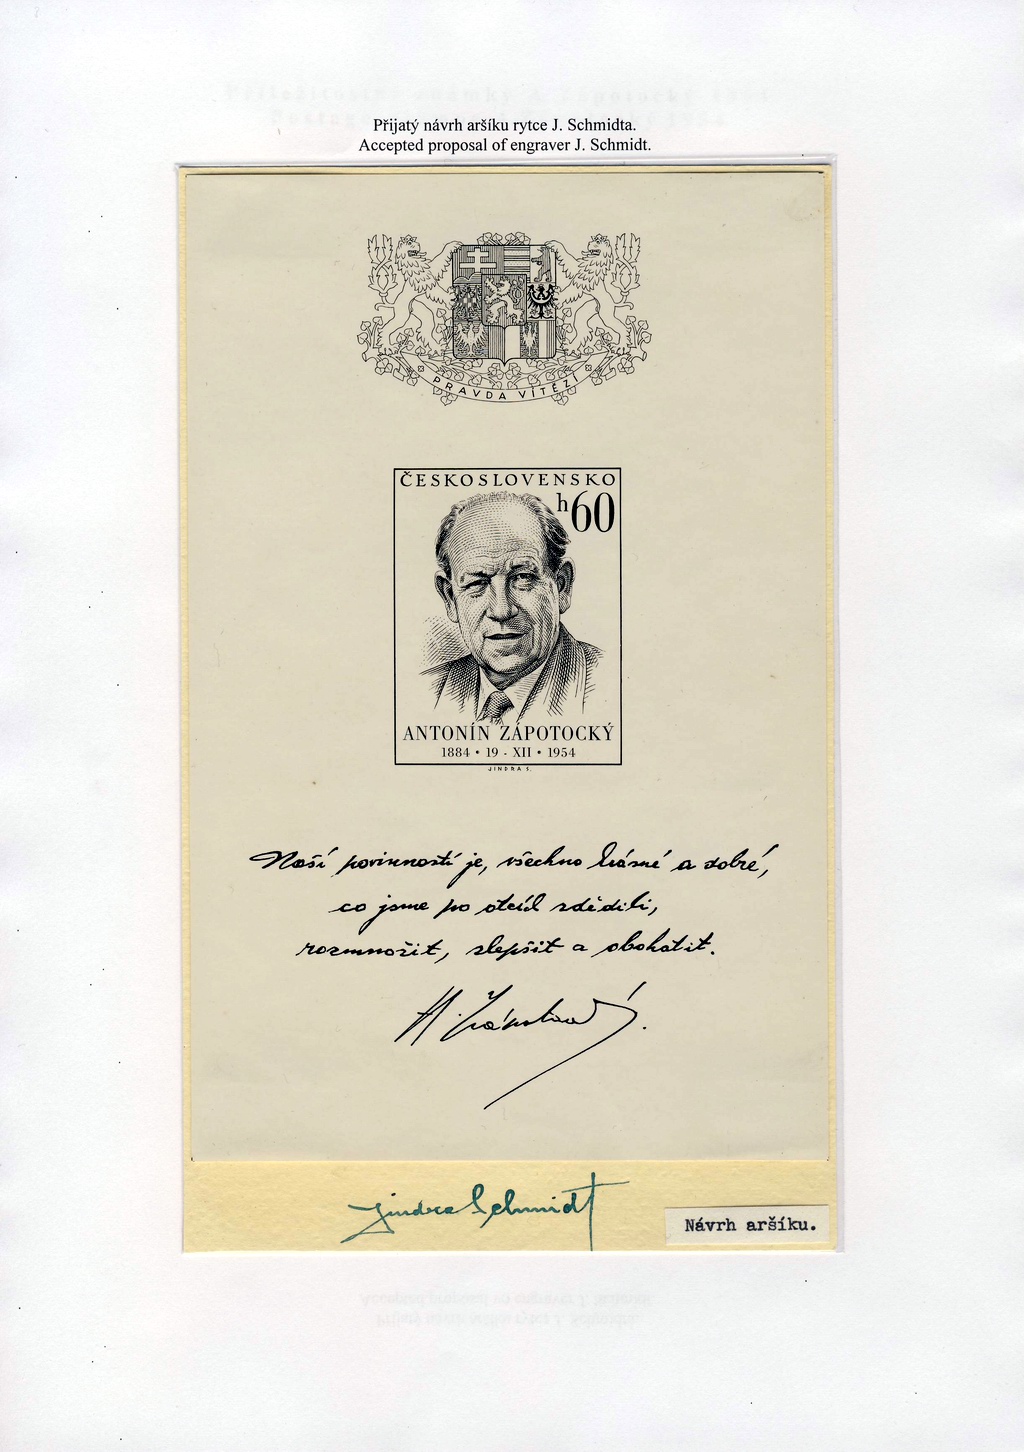 Přijatý návrh aršíku rytce J. Schmidta.
Accepted proposal of engraver J. Schmidt.
PRAVDA VÍTĚZÍ
ČESKOSLOVENSKO
h60
ANTONÍN ZÁPOTOCKÝ
1884 • 19 - XII • 1954
JINDRA S.
Naší povinností je, všechno krásné a dobré,
co jsme po otcích zdědili,
rozmnožit, zlepšit a obohatit.
A. Zápotocký.
Jindra Schmidt
Návrh aršíku.